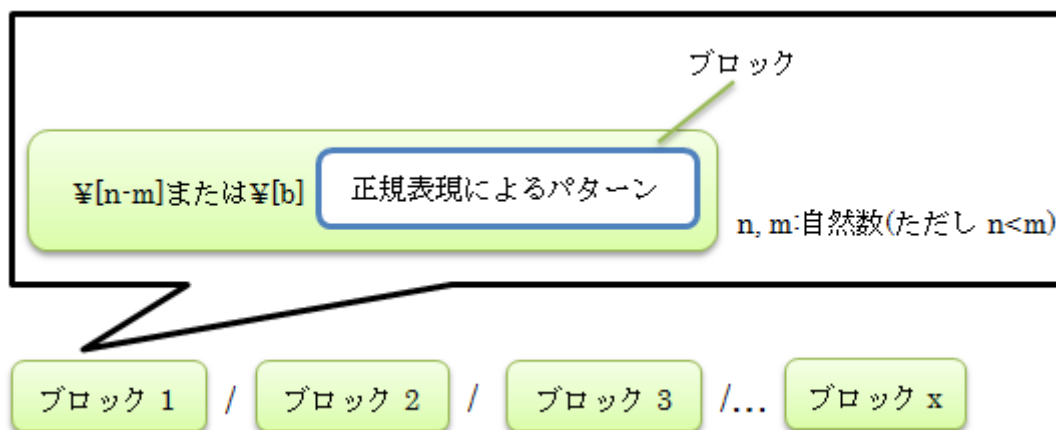 ブロック
¥[n-m]または¥[b] 正規表現によるパターン
n, m:自然数(ただし n<m)
ブロック 1 / ブロック 2 / ブロック 3 /... ブロック x